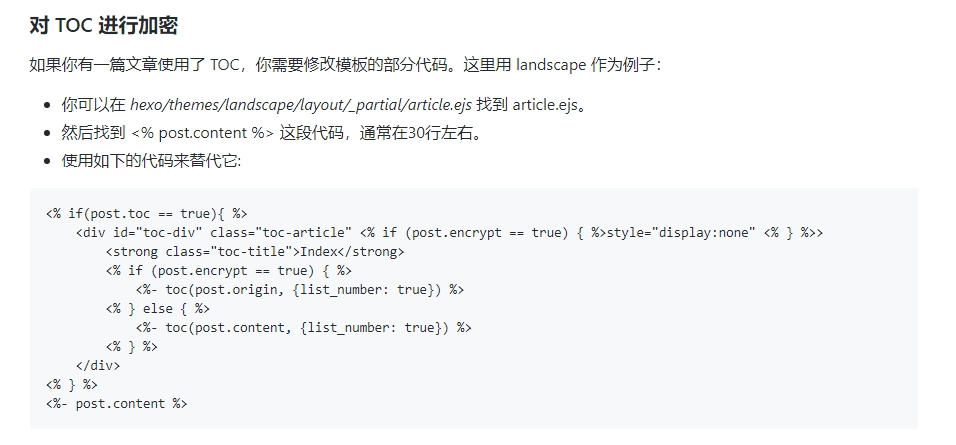 对 TOC 进行加密
如果你有一篇文章使用了 TOC，你需要修改模板的部分代码。这里用 landscape 作为例子：
• 你可以在 hexo/themes/landscape/layout/_partial/article.ejs 找到 article.ejs。
• 然后找到 <% post.content %> 这段代码，通常在30行左右。
• 使用如下的代码来替代它:
<% if(post.toc == true){ %>
    <div id="toc-div" class="toc-article" <% if (post.encrypt == true) { %>style="display:none" <% } %>>
        <strong class="toc-title">Index</strong>
        <% if (post.encrypt == true) { %>
            <%- toc(post.origin, {list_number: true}) %>
        <% } else { %>
            <%- toc(post.content, {list_number: true}) %>
        <% } %>
    </div>
<% } %>
<%- post.content %>